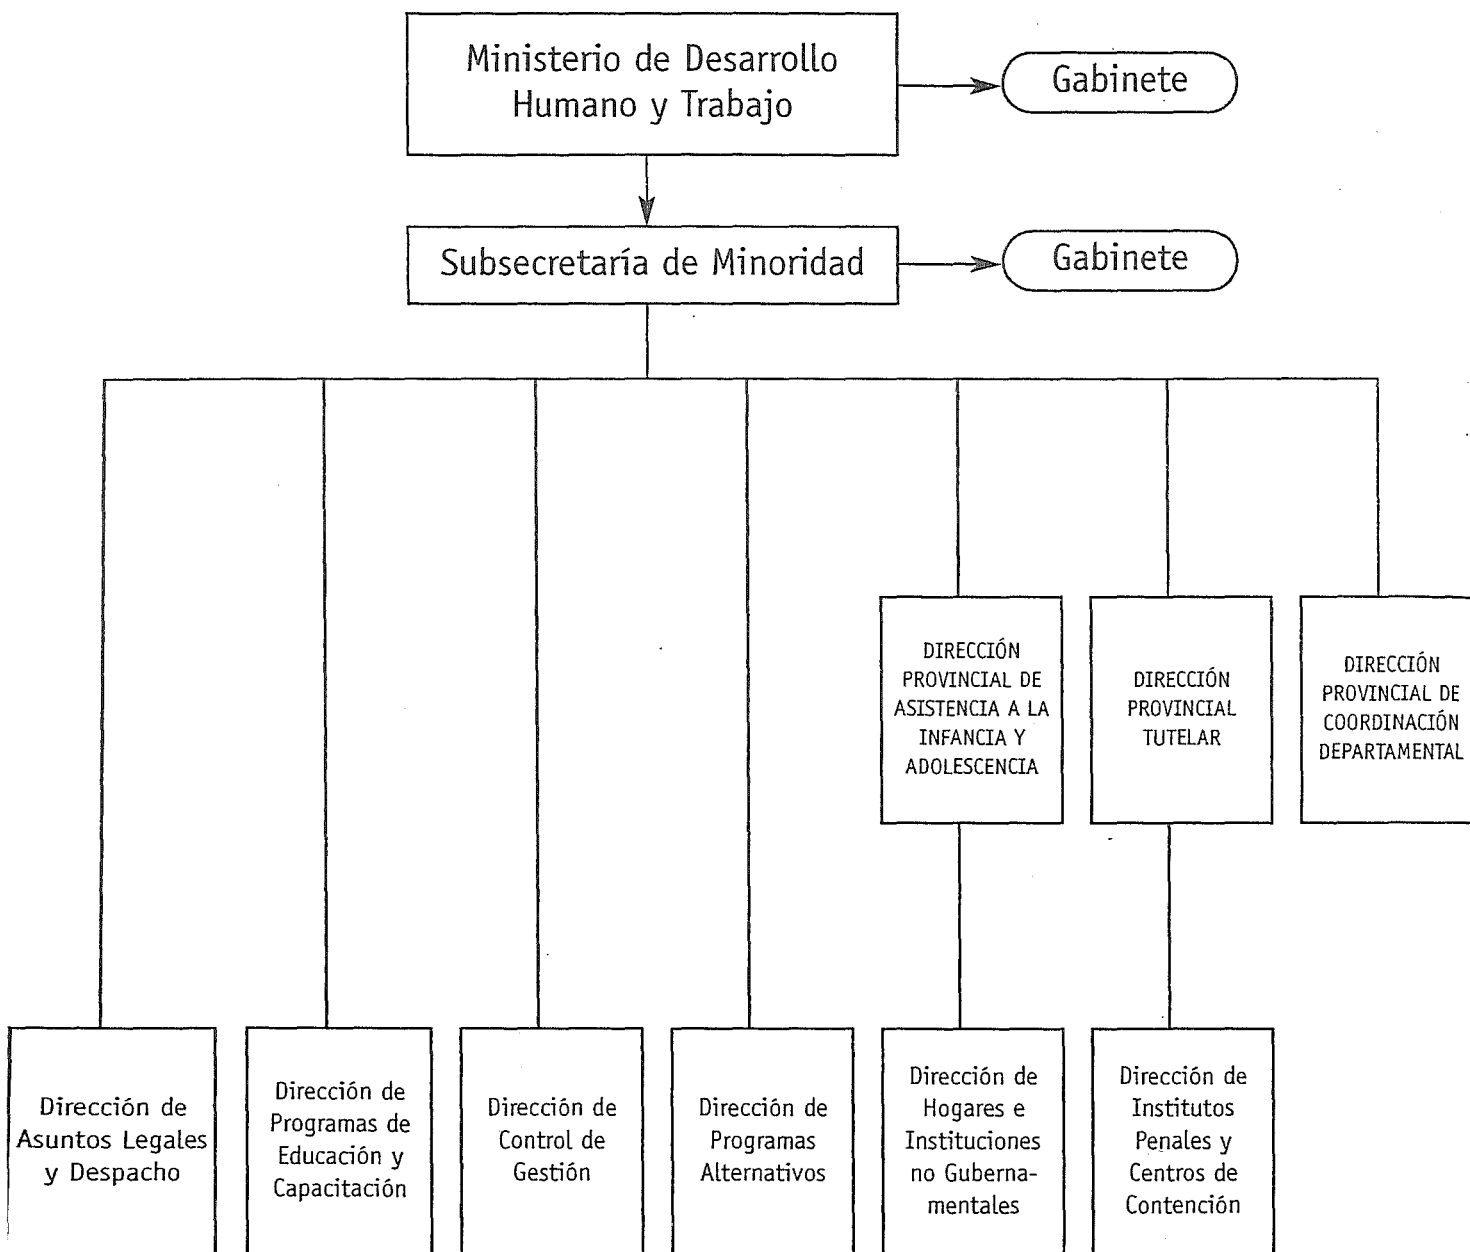 Ministerio de Desarrollo
Humano y Trabajo
Gabinete
Subsecretaría de Minoridad
Gabinete
DIRECCIÓN
PROVINCIAL DE
ASISTENCIA A LA
INFANCIA Y
ADOLESCENCIA
DIRECCIÓN
PROVINCIAL
TUTELAR
DIRECCIÓN
PROVINCIAL DE
COORDINACIÓN
DEPARTAMENTAL
Dirección de
Asuntos Legales
y Despacho
Dirección de
Programas de
Educación y
Capacitación
Dirección de
Control de
Gestión
Dirección de
Programas
Alternativos
Dirección de
Hogares e
Instituciones
no Guberna-
mentales
Dirección de
Institutos
Penales y
Centros de
Contención